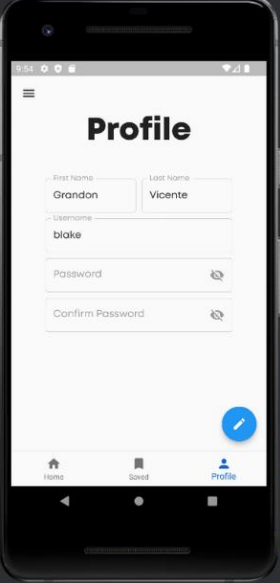 9:54
Profile
First Name Last Name
Grandon Vicente
Username
blake
Password
Confirm Password
Home Saved Profile